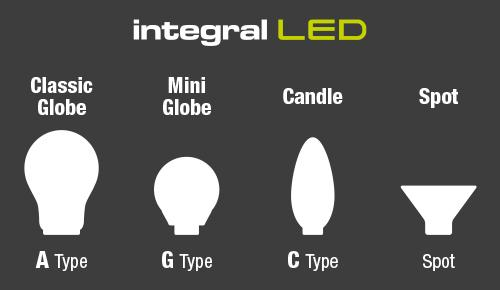 integral LED
Classic
Globe
Mini
Globe
Candle
Spot
A Type
G Type
C Type
Spot